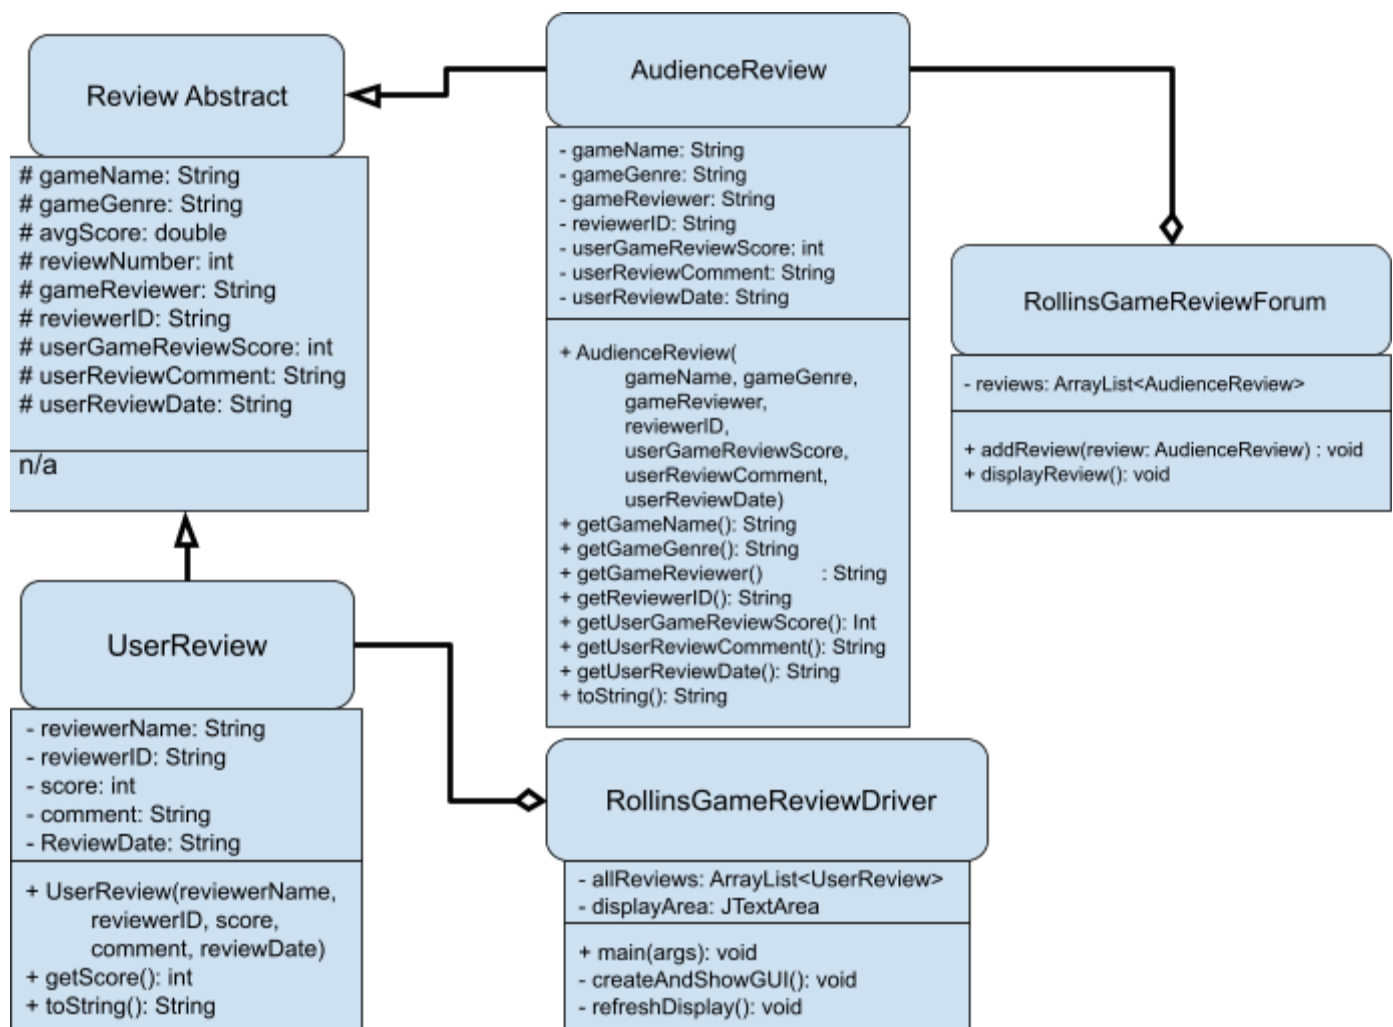 Review Abstract
# gameName: String
# gameGenre: String
# avgScore: double
# reviewNumber: int
# gameReviewer: String
# reviewerID: String
# userGameReviewScore: int
# userReviewComment: String
# userReviewDate: String
n/a
AudienceReview
- gameName: String
- gameGenre: String
- gameReviewer: String
- reviewerID: String
- userGameReviewScore: int
- userReviewComment: String
- userReviewDate: String
+ AudienceReview(
gameName, gameGenre,
gameReviewer,
reviewerID,
userGameReviewScore,
userReviewComment,
userReviewDate)
+ getGameName(): String
+ getGameGenre(): String
+ getGameReviewer() : String
+ getReviewerID(): String
+ getUserGameReviewScore(): Int
+ getUserReviewComment(): String
+ getUserReviewDate(): String
+ toString(): String
RollinsGameReviewForum
- reviews: ArrayList<AudienceReview>
+ addReview(review: AudienceReview) : void
+ displayReview(): void
UserReview
- reviewerName: String
- reviewerID: String
- score: int
- comment: String
- ReviewDate: String
+ UserReview(reviewerName,
reviewerID, score,
comment, reviewDate)
+ getScore(): int
+ toString(): String
RollinsGameReviewDriver
- allReviews: ArrayList<UserReview>
- displayArea: JTextArea
+ main(args): void
- createAndShowGUI(): void
- refreshDisplay(): void